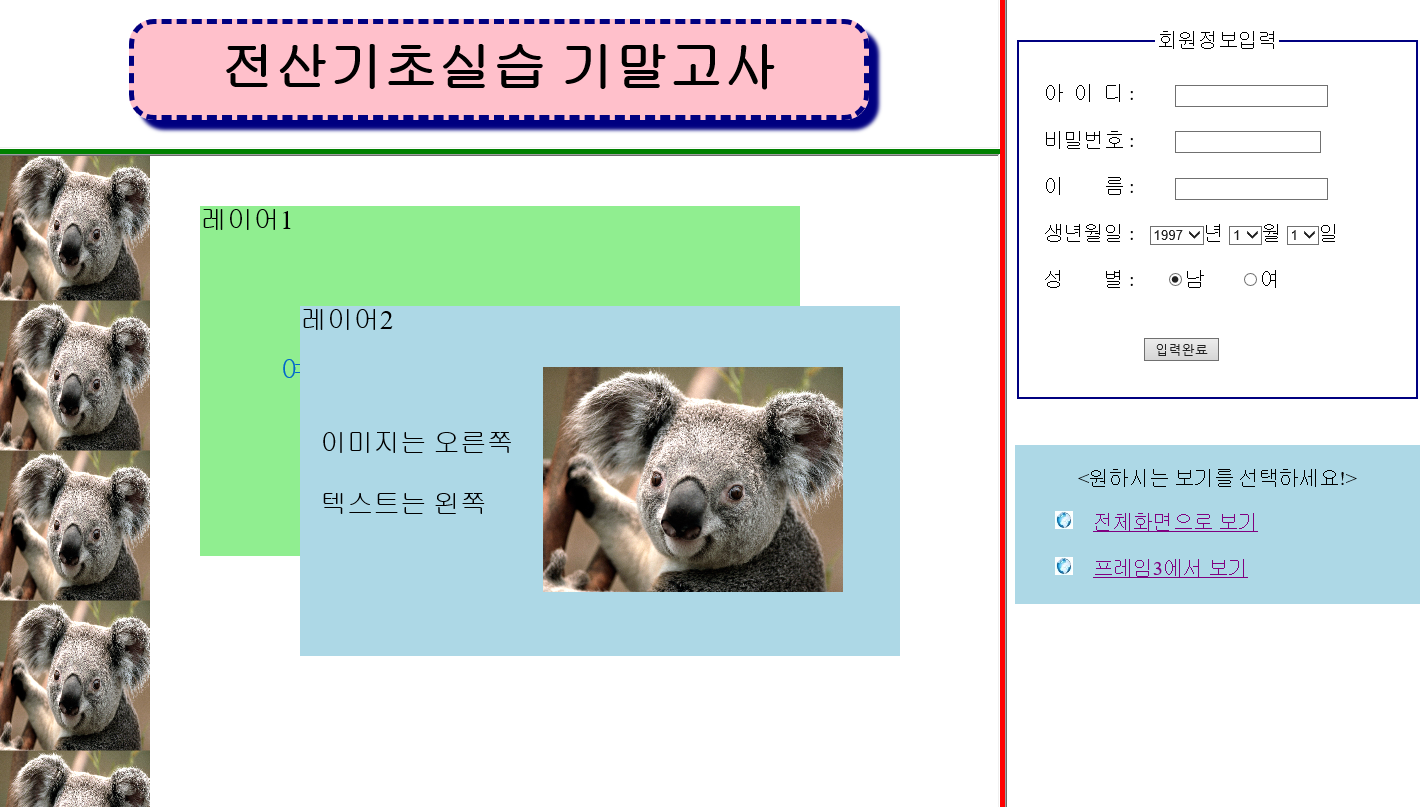 전산기초실습 기말고사
레이어1
레이어2
이미지는 오른쪽
텍스트는 왼쪽
회원정보입력
아 이 디 :
비밀번호 :
이 름 :
생년월일 : 1997 년 1 월 1 일
성 별 : 남 여
입력완료
<원하시는 보기를 선택하세요!>
전체화면으로 보기
프레임3에서 보기